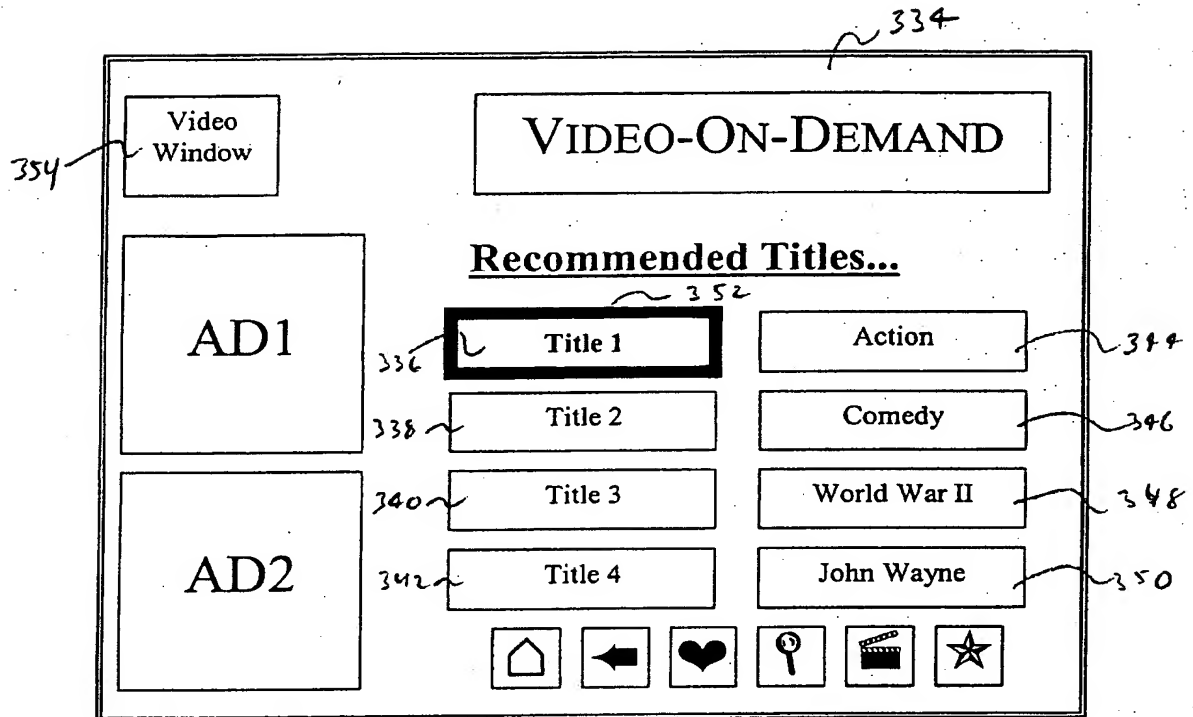 334
Video
Window
354
VIDEO-ON-DEMAND
Recommended Titles...
352
AD1
336
Title 1
Action
344
338
Title 2
Comedy
346
340
Title 3
World War II
348
AD2
342
Title 4
John Wayne
350